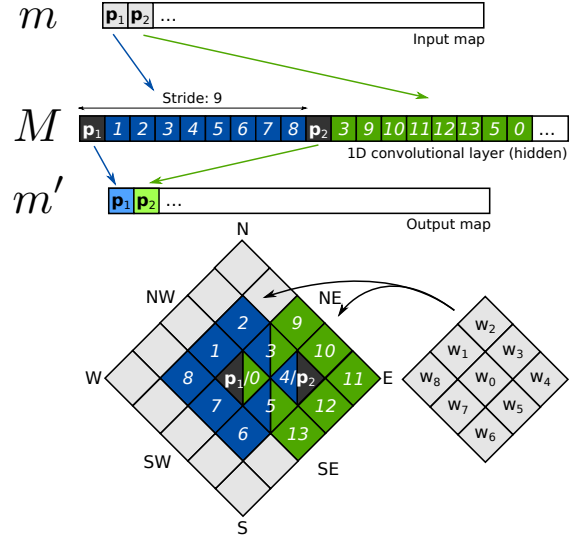 m p₁ p₂ ...
Input map
Stride: 9
M p₁ 1 2 3 4 5 6 7 8 p₂ 3 9 10 11 12 13 5 0 ...
1D convolutional layer (hidden)
m′ p₁ p₂ ...
Output map
N
NW NE
2 9
1 3 10
W 8 p₁/0 4/p₂ 11 E
7 5 12
6 13
SW SE
S
w₂
w₁ w₃
w₈ w₀ w₄
w₇ w₅
w₆